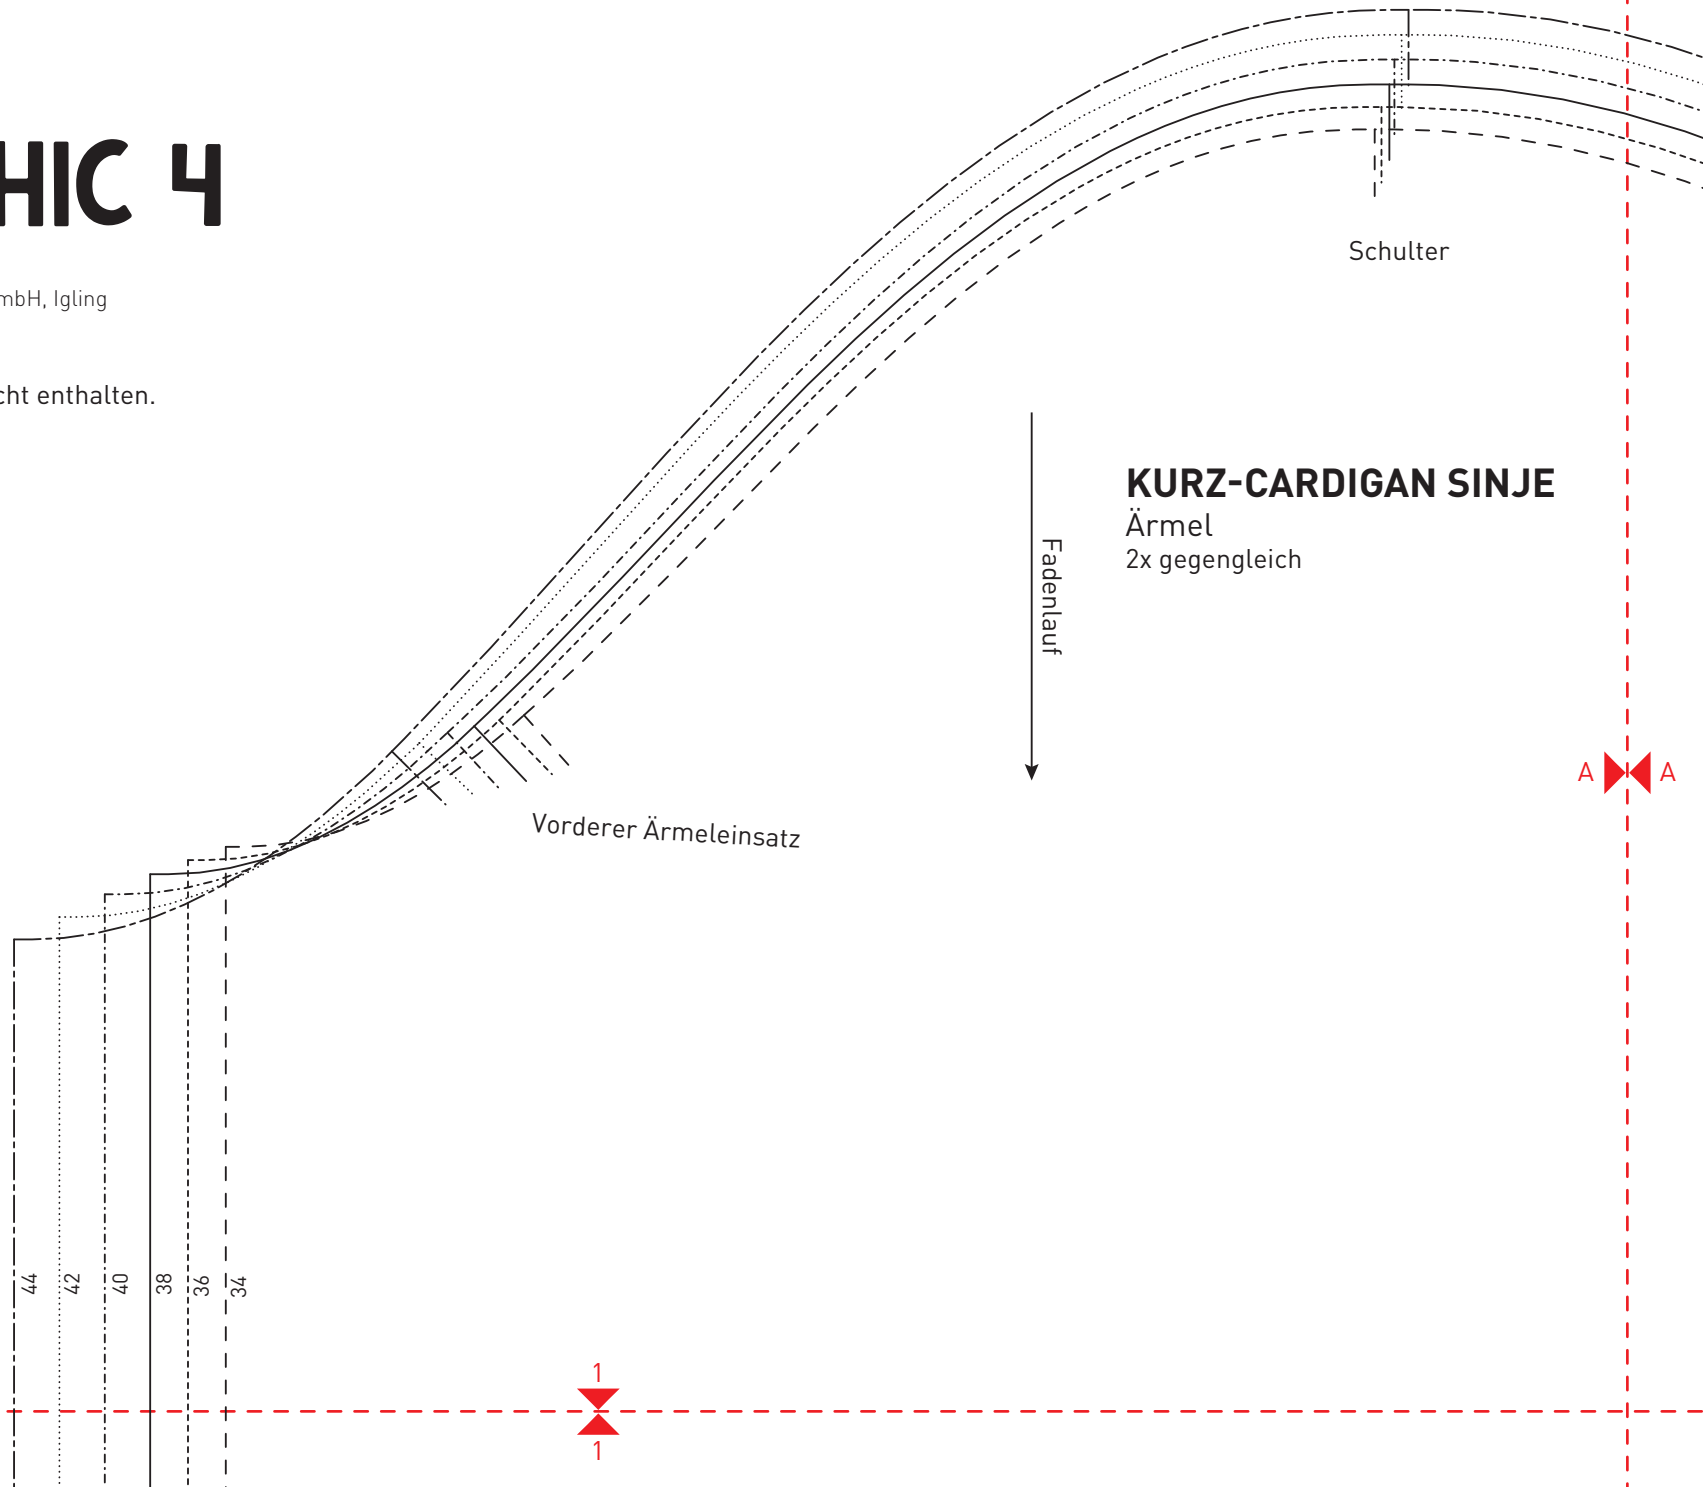 HIC 4
mbH, Igling
cht enthalten.
Schulter
KURZ-CARDIGAN SINJE
Ärmel
2x gegengleich
Fadenlauf
A A
Vorderer Ärmeleinsatz
44 42 40 38 36 34
1
1